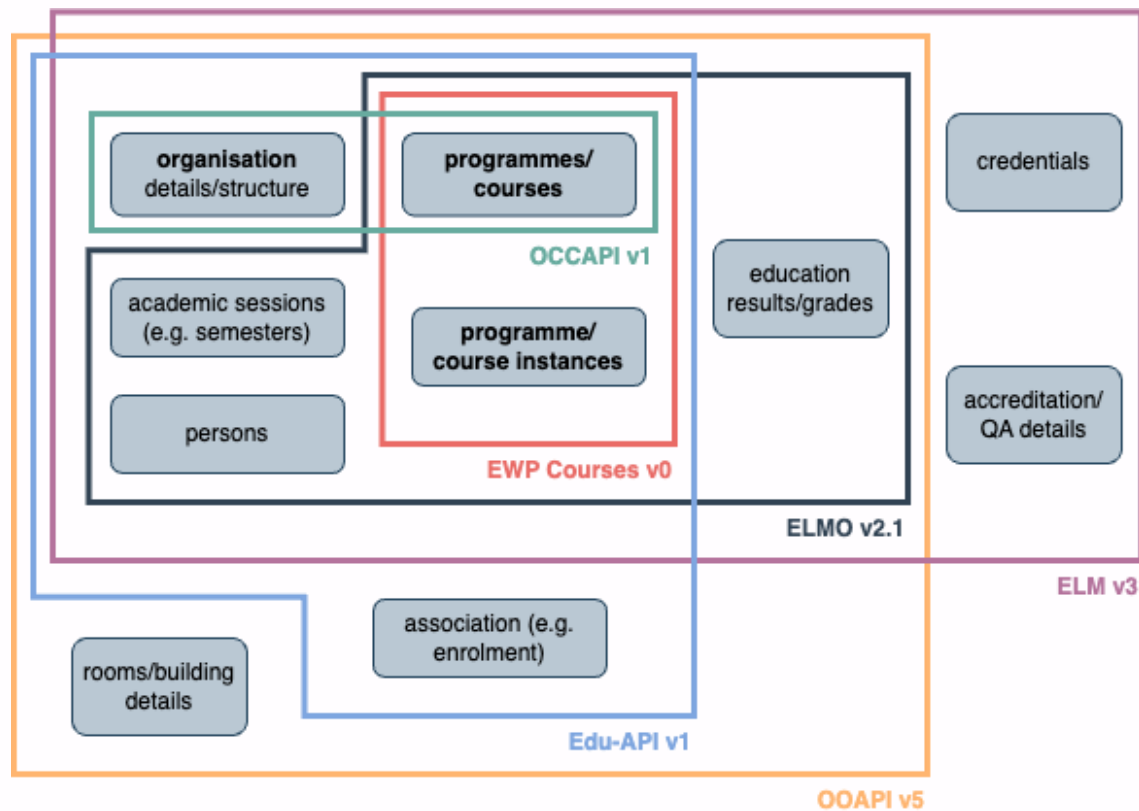 organisation
details/structure
programmes/
courses
credentials
OCCAPI v1
education
results/grades
academic sessions
(e.g. semesters)
programme/
course instances
accreditation/
QA details
persons
EWP Courses v0
ELMO v2.1
ELM v3
association (e.g.
enrolment)
rooms/building
details
Edu-API v1
OOAPI v5